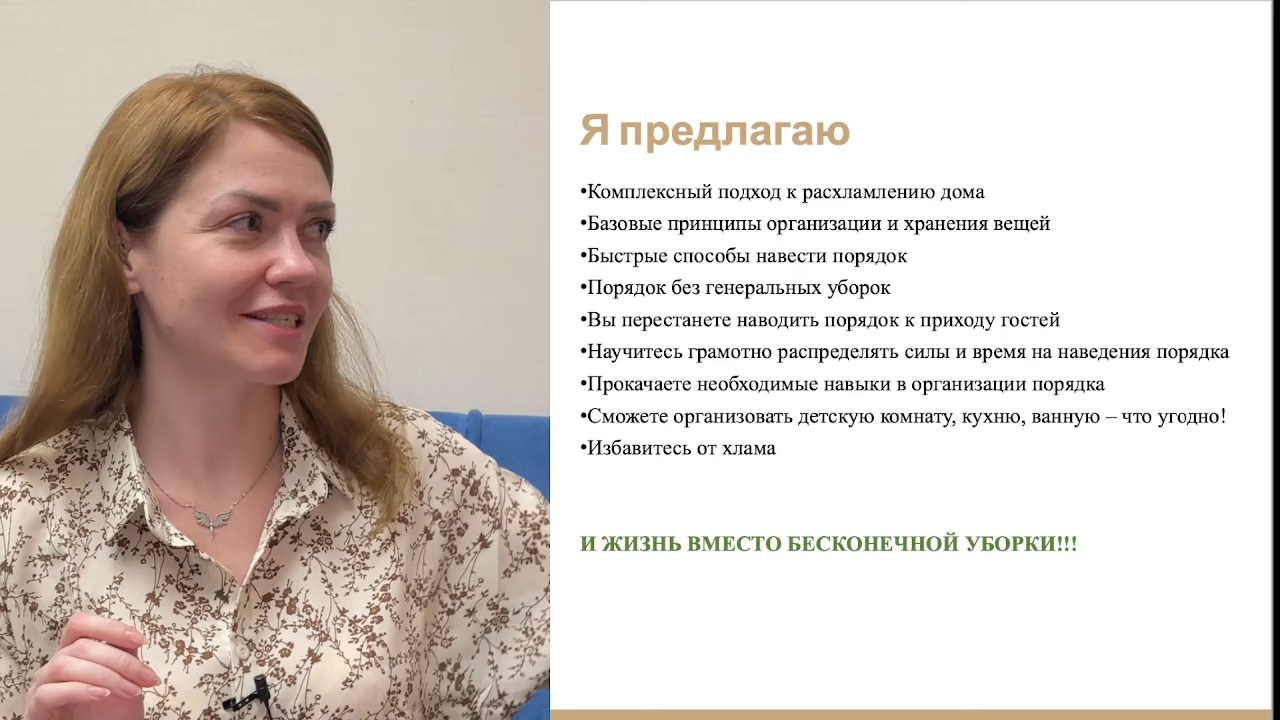 Я предлагаю
•Комплексный подход к расхламлению дома
•Базовые принципы организации и хранения вещей
•Быстрые способы навести порядок
•Порядок без генеральных уборок
•Вы перестанете наводить порядок к приходу гостей
•Научитесь грамотно распределять силы и время на наведения порядка
•Прокачаете необходимые навыки в организации порядка
•Сможете организовать детскую комнату, кухню, ванную – что угодно!
•Избавитесь от хлама
И ЖИЗНЬ ВМЕСТО БЕСКОНЕЧНОЙ УБОРКИ!!!